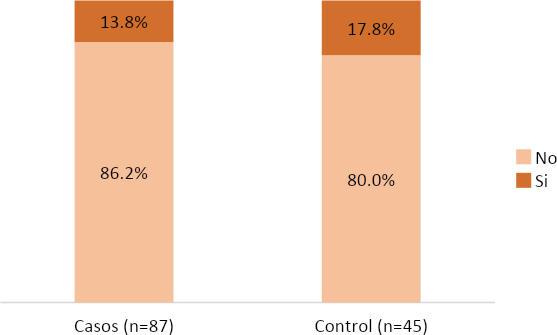 13.8%
17.8%
86.2%
80.0%
No
Si
Casos (n=87)
Control (n=45)